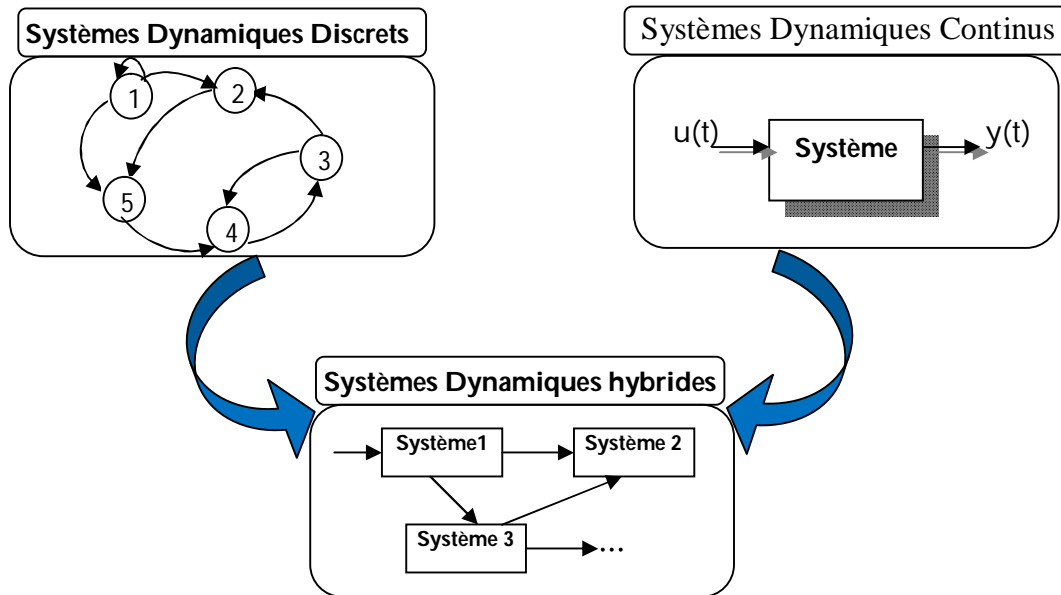 Systèmes Dynamiques Discrets
1
2
3
5
4
Systèmes Dynamiques Continus
u(t)
Système
y(t)
Systèmes Dynamiques hybrides
Système1
Système 2
Système 3
...